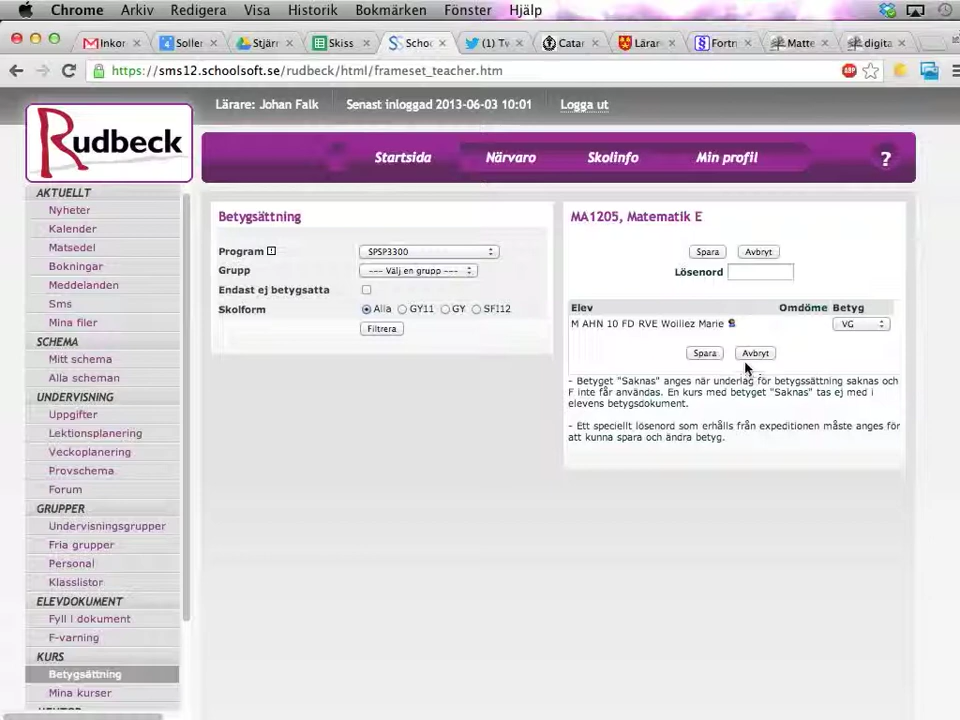 Chrome Arkiv Redigera Visa Historik Bokmärken Fönster Hjälp
Inkor Soller Stjärr Skiss Schoo (1) Tv Catar Lärar Fortr Matte digita
https://sms12.schoolsoft.se/rudbeck/html/frameset_teacher.htm
ABP
Lärare: Johan Falk Senast inloggad 2013-06-03 10:01 Logga ut
Rudbeck
Startsida Närvaro Skolinfo Min profil ?
AKTUELLT
Nyheter
Kalender
Matsedel
Bokningar
Meddelanden
Sms
Mina filer
SCHEMA
Mitt schema
Alla scheman
UNDERVISNING
Uppgifter
Lektionsplanering
Veckoplanering
Provschema
Forum
GRUPPER
Undervisningsgrupper
Fria grupper
Personal
Klasslistor
ELEVDOKUMENT
Fyll i dokument
F-varning
KURS
Betygsättning
Mina kurser
Betygsättning
Program SPSP3300
Grupp --- Välj en grupp ---
Endast ej betygsatta
Skolform Alla GY11 GY SFI12
Filtrera
MA1205, Matematik E
Spara Avbryt
Lösenord
Elev Omdöme Betyg
M AHN 10 FD RVE Woillez Marie VG
Spara Avbryt
- Betyget "Saknas" anges när underlag för betygssättning saknas och
F inte får användas. En kurs med betyget "Saknas" tas ej med i
elevens betygsdokument.
- Ett speciellt lösenord som erhålls från expeditionen måste anges för
att kunna spara och ändra betyg.